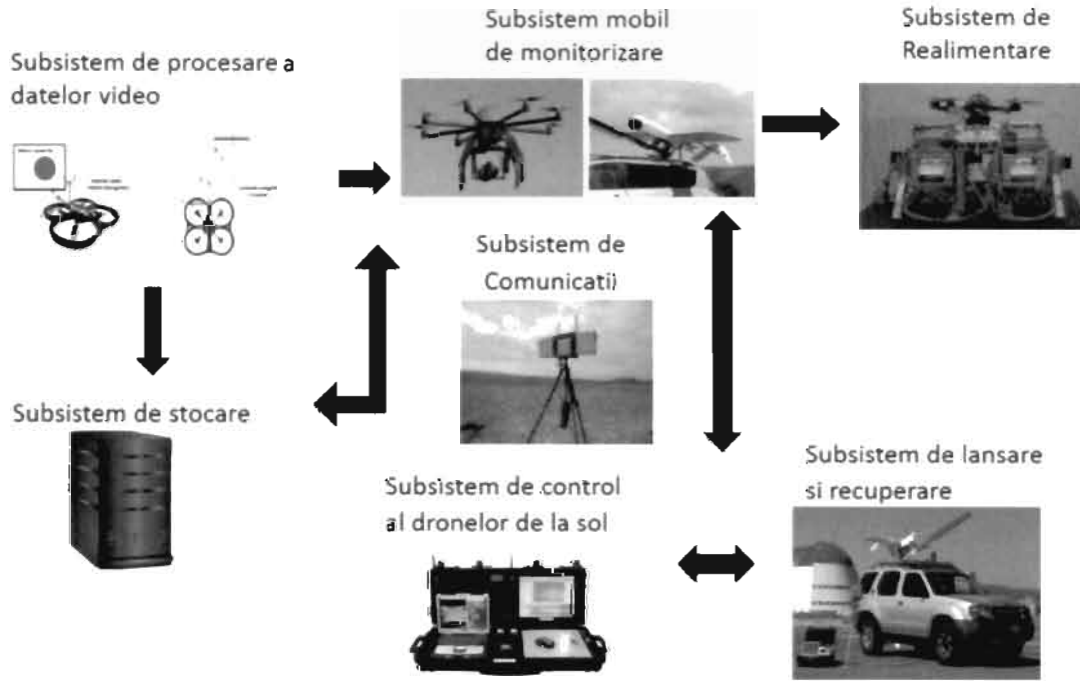 Subsistem de procesare a
datelor video
Subsistem mobil
de monitorizare
Subsistem de
Realimentare
Subsistem de
Comunicatii
Subsistem de stocare
Subsistem de control
al dronelor de la sol
Subsistem de lansare
si recuperare